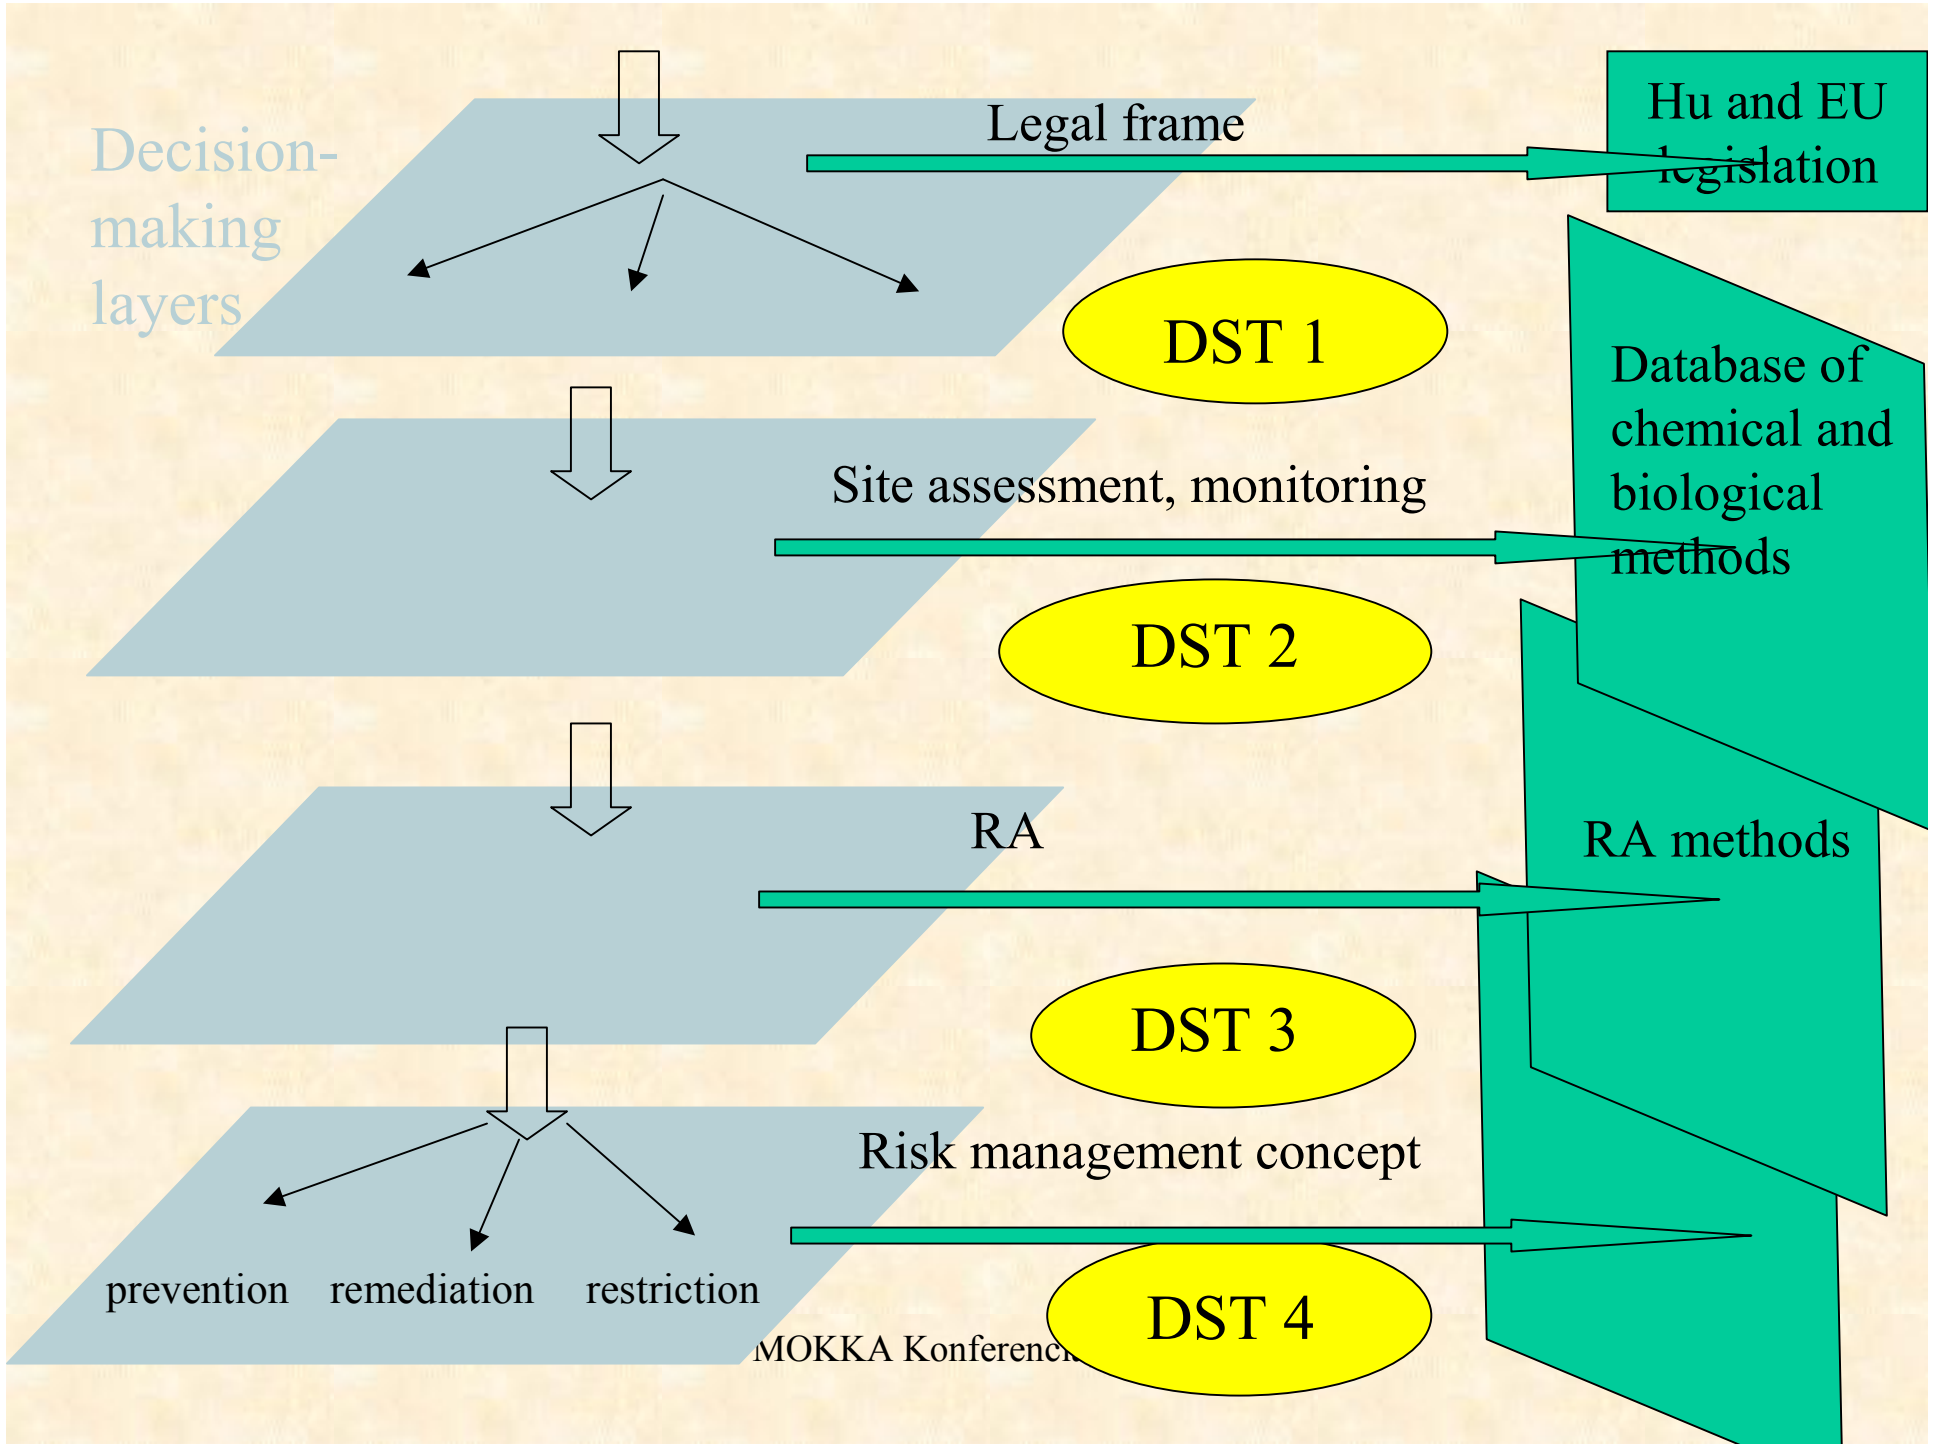 Decision-
making
layers
Legal frame
Hu and EU
legislation
DST 1
Database of
chemical and
biological
methods
Site assessment, monitoring
DST 2
RA
RA methods
DST 3
Risk management concept
prevention remediation restriction
DST 4
MOKKA